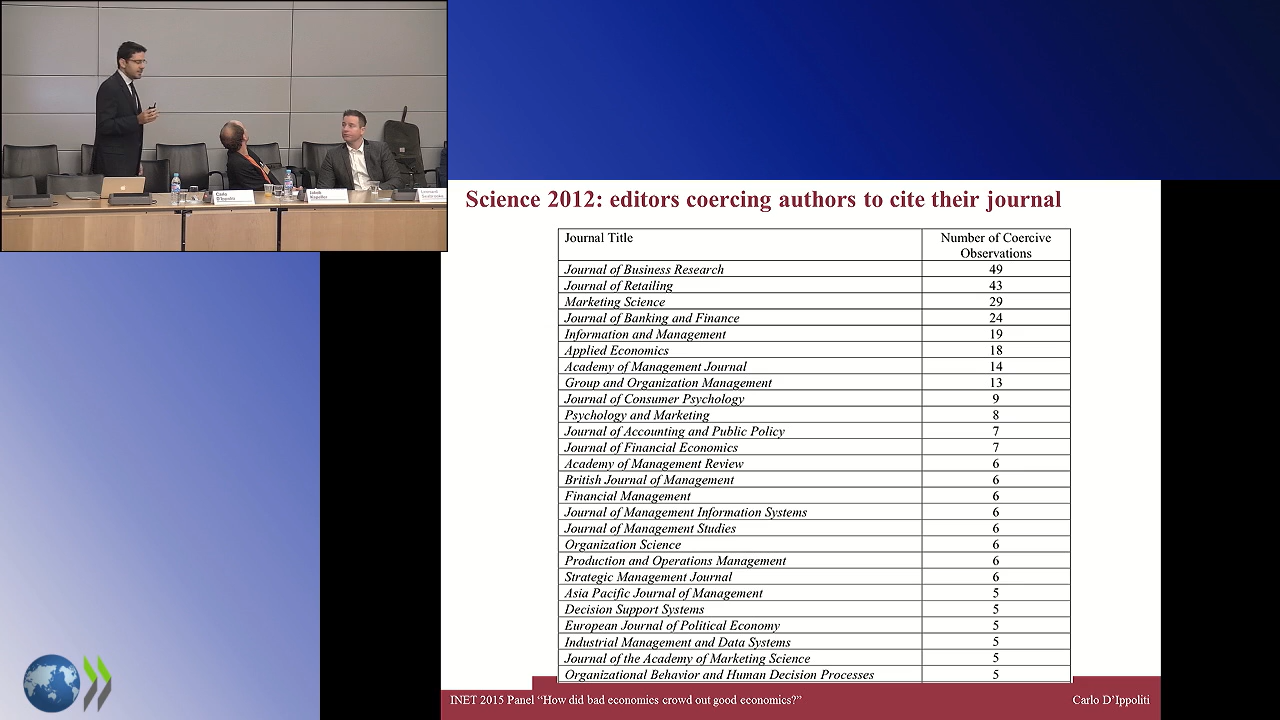 Carlo
D'Ippoliti
Jakob
Kapeller
Leonard
Science 2012: editors coercing authors to cite their journal
Journal Title Number of Coercive
Observations
Journal of Business Research 49
Journal of Retailing 43
Marketing Science 29
Journal of Banking and Finance 24
Information and Management 19
Applied Economics 18
Academy of Management Journal 14
Group and Organization Management 13
Journal of Consumer Psychology 9
Psychology and Marketing 8
Journal of Accounting and Public Policy 7
Journal of Financial Economics 7
Academy of Management Review 6
British Journal of Management 6
Financial Management 6
Journal of Management Information Systems 6
Journal of Management Studies 6
Organization Science 6
Production and Operations Management 6
Strategic Management Journal 6
Asia Pacific Journal of Management 5
Decision Support Systems 5
European Journal of Political Economy 5
Industrial Management and Data Systems 5
Journal of the Academy of Marketing Science 5
Organizational Behavior and Human Decision Processes 5
INET 2015 Panel “How did bad economics crowd out good economics?” Carlo D’Ippoliti